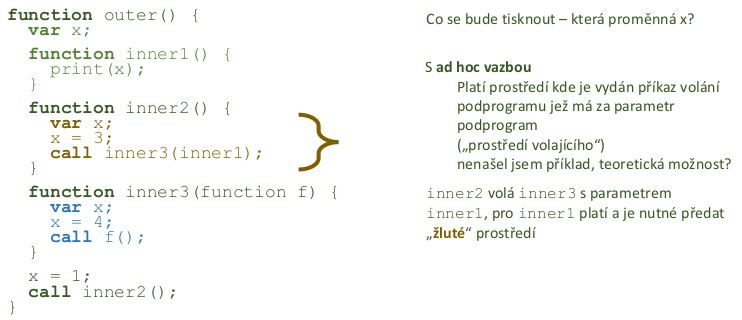 function outer() {
var x;
function inner1() {
print(x);
}
function inner2() {
var x;
x = 3;
call inner3(inner1);
}
function inner3(function f) {
var x;
x = 4;
call f();
}
x = 1;
call inner2();
}
Co se bude tisknout – která proměnná x?
S ad hoc vazbou
Platí prostředí kde je vydán příkaz volání
podprogramu jež má za parametr
podprogram
(„prostředí volajícího“)
nenašel jsem příklad, teoretická možnost?
inner2 volá inner3 s parametrem
inner1, pro inner1 platí a je nutné předat
„žluté“ prostředí